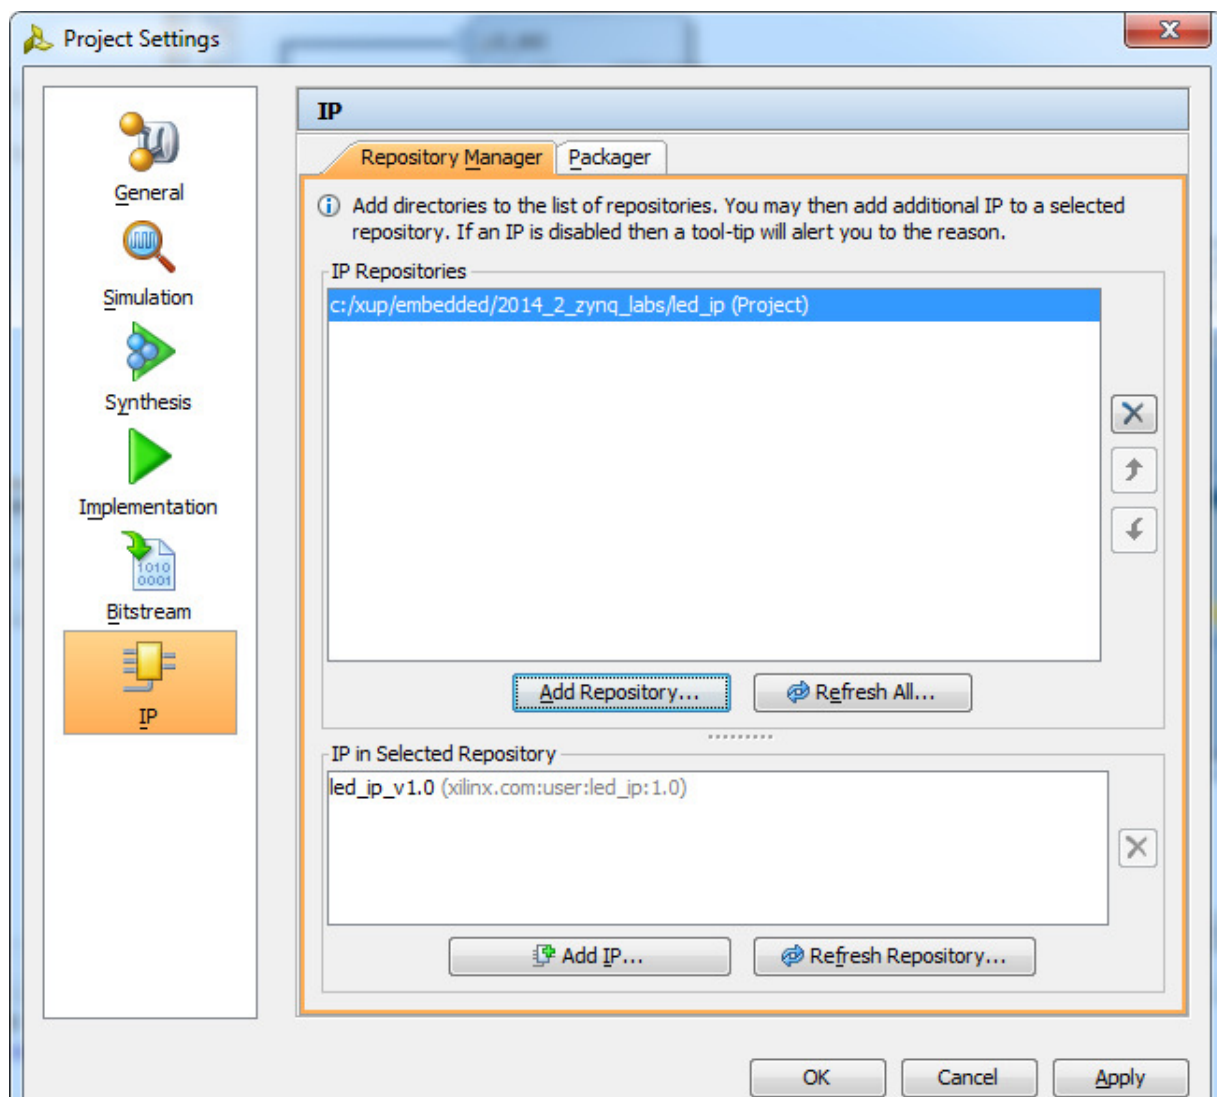 Project Settings
General
Simulation
Synthesis
Implementation
Bitstream
IP
IP
Repository Manager
Packager
Add directories to the list of repositories. You may then add additional IP to a selected
repository. If an IP is disabled then a tool-tip will alert you to the reason.
IP Repositories
c:/xup/embedded/2014_2_zynq_labs/led_ip (Project)
Add Repository...
Refresh All...
IP in Selected Repository
led_ip_v1.0 (xilinx.com:user:led_ip:1.0)
Add IP...
Refresh Repository...
OK
Cancel
Apply